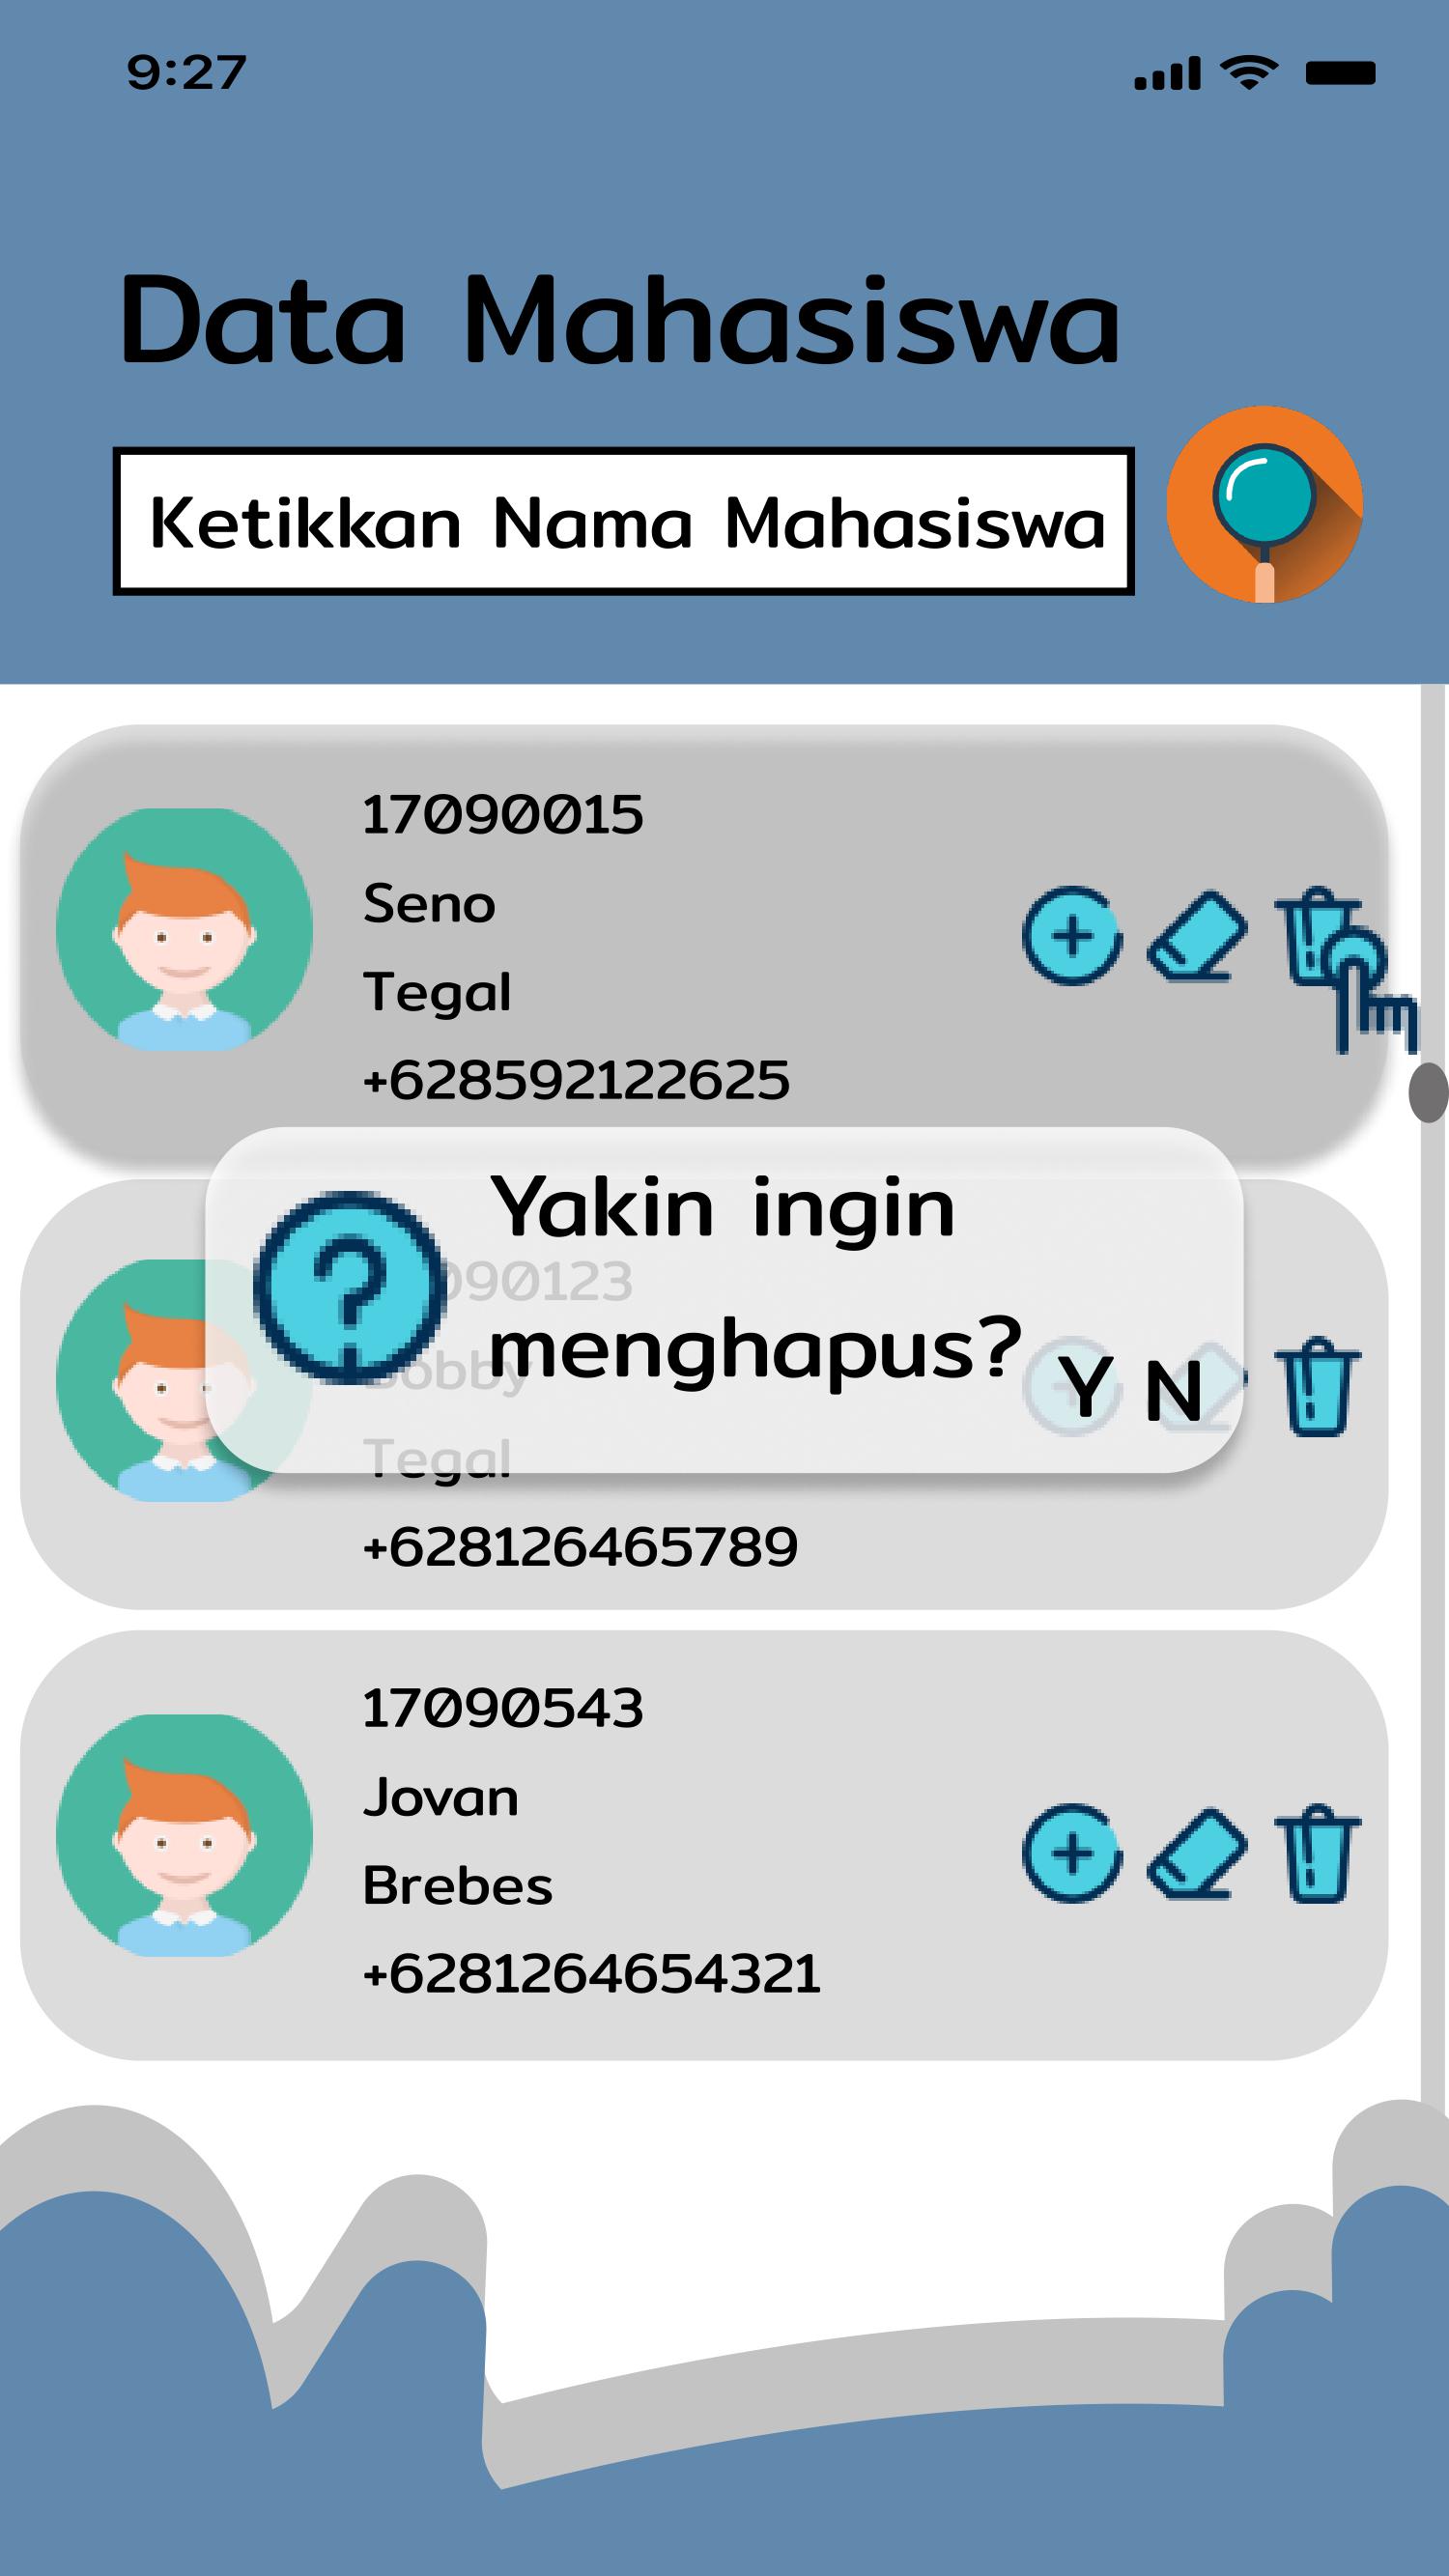 9:27
Data Mahasiswa
Ketikkan Nama Mahasiswa
17090015
Seno
Tegal
+628592122625
Yakin ingin
menghapus?
Y N
090123
Bobby
Tegal
+628126465789
17090543
Jovan
Brebes
+6281264654321